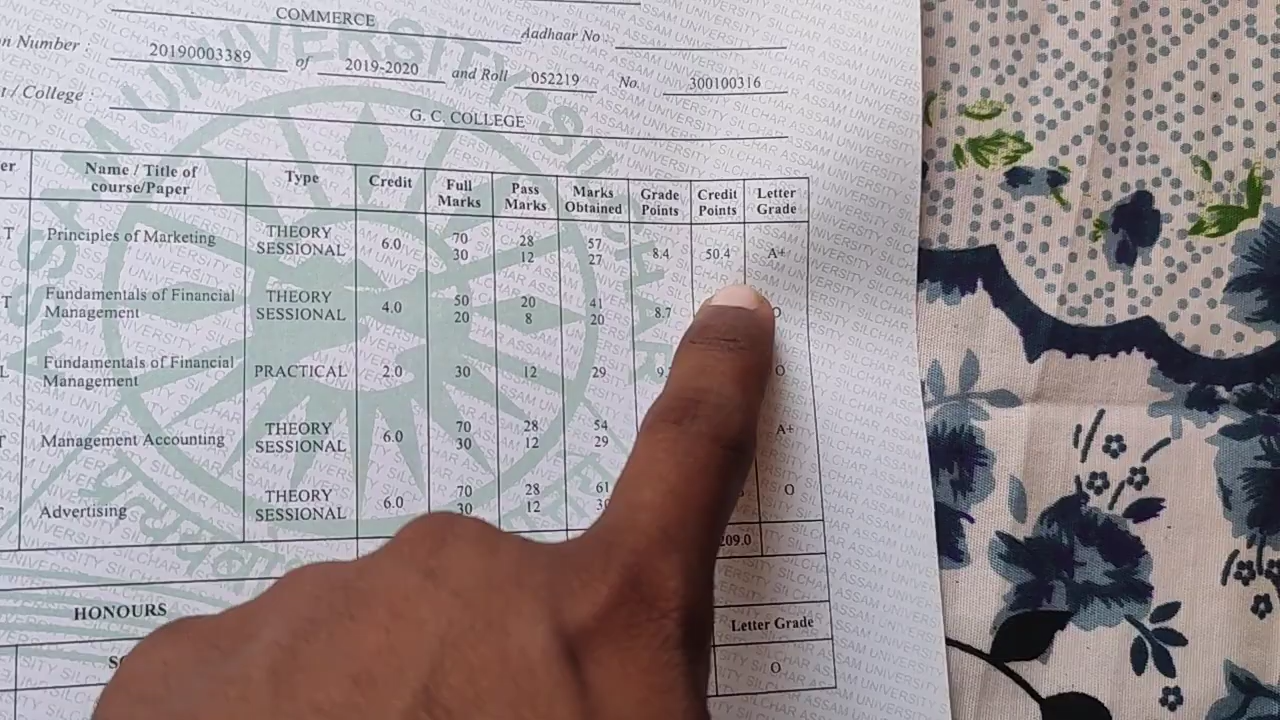 COMMERCE
Aadhaar No :
n Number : 20190003389 of 2019-2020 and Roll 052219 No. 300100316
t / College : G. C. COLLEGE
er Name / Title of course/Paper Type Credit Full Marks Pass Marks Marks Obtained Grade Points Credit Points Letter Grade
T Principles of Marketing THEORY 6.0 70 28 57 8.4 50.4 A+
SESSIONAL 30 12 27
T Fundamentals of Financial THEORY 4.0 50 20 41 8.7
Management SESSIONAL 20 8 20
L Fundamentals of Financial PRACTICAL 2.0 30 12 29 9. O
Management
T Management Accounting THEORY 6.0 70 28 54 A+
SESSIONAL 30 12 29
Advertising THEORY 6.0 70 28 61 O
SESSIONAL 30 12
209.0
HONOURS
Letter Grade
O
ASSAM UNIVERSITY SILCHAR